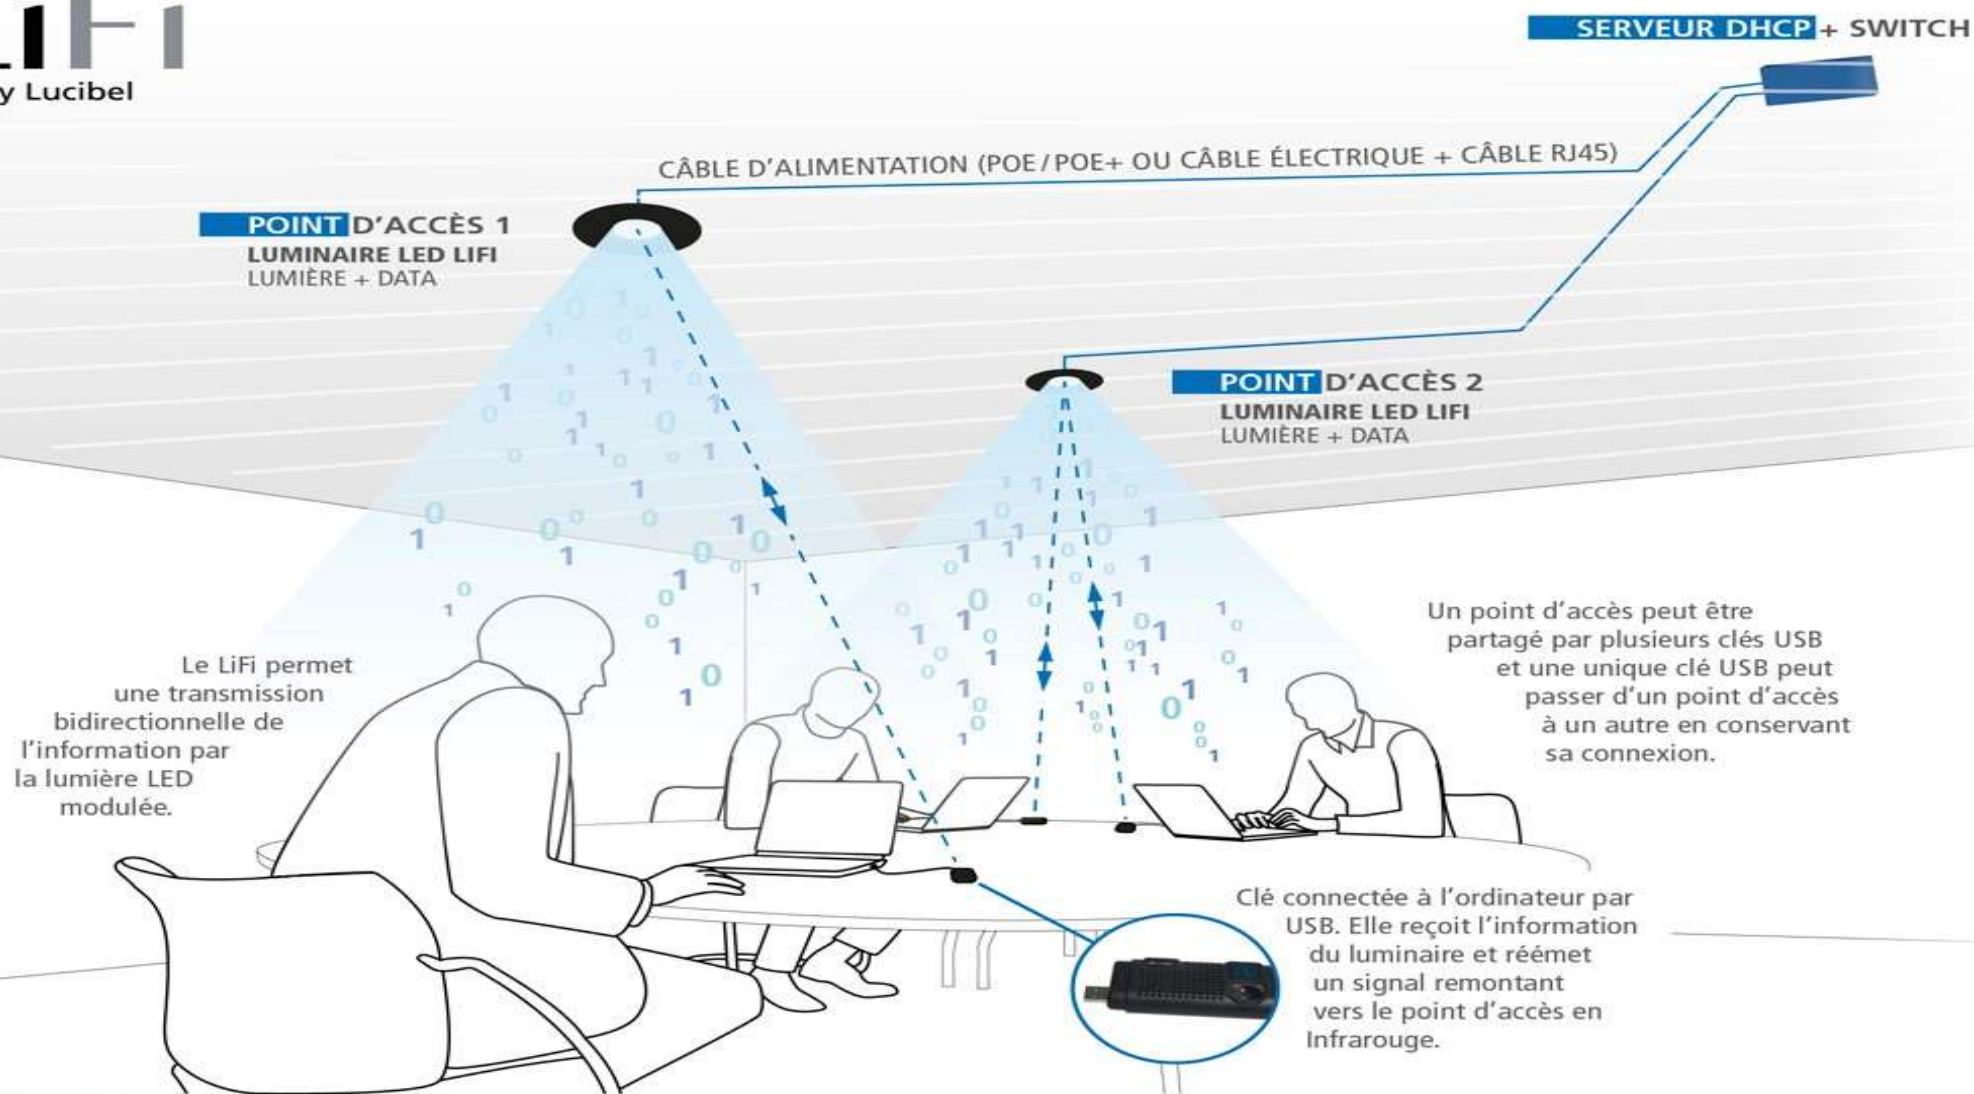 LiFi
y Lucibel
SERVEUR DHCP + SWITCH
CÂBLE D'ALIMENTATION (POE/POE+ OU CÂBLE ÉLECTRIQUE + CÂBLE RJ45)
POINT D'ACCÈS 1
LUMINAIRE LED LIFI
LUMIÈRE + DATA
POINT D'ACCÈS 2
LUMINAIRE LED LIFI
LUMIÈRE + DATA
Le LiFi permet
une transmission
bidirectionnelle de
l'information par
la lumière LED
modulée.
Un point d'accès peut être
partagé par plusieurs clés USB
et une unique clé USB peut
passer d'un point d'accès
à un autre en conservant
sa connexion.
Clé connectée à l'ordinateur par
USB. Elle reçoit l'information
du luminaire et réémet
un signal remontant
vers le point d'accès en
Infrarouge.